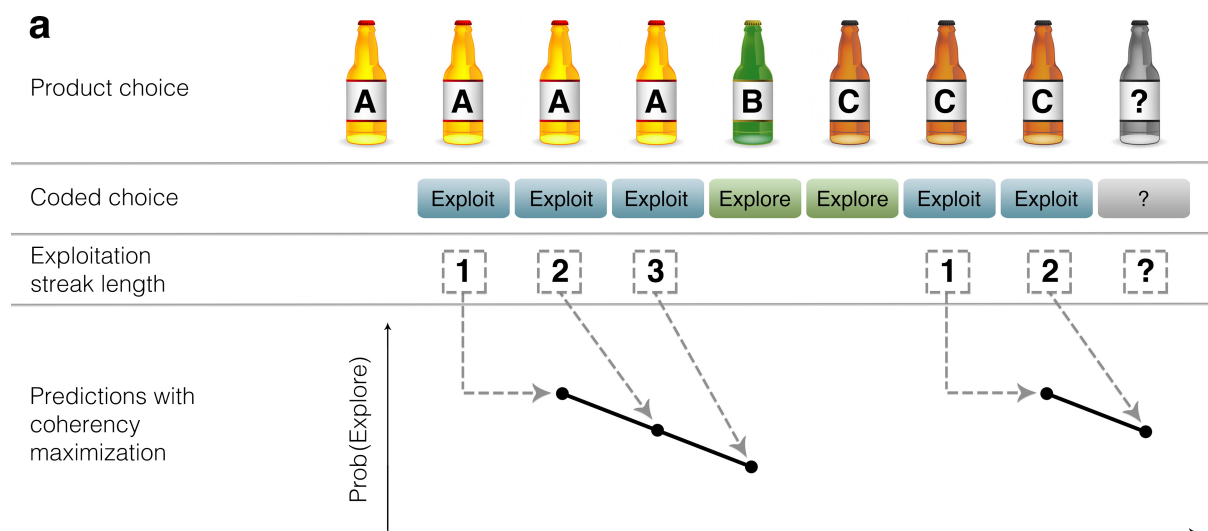 a
Product choice
A A A A B C C C ?
Coded choice
Exploit Exploit Exploit Explore Explore Exploit Exploit ?
Exploitation
streak length
1 2 3 1 2 ?
Predictions with
coherency
maximization
Prob(Explore)